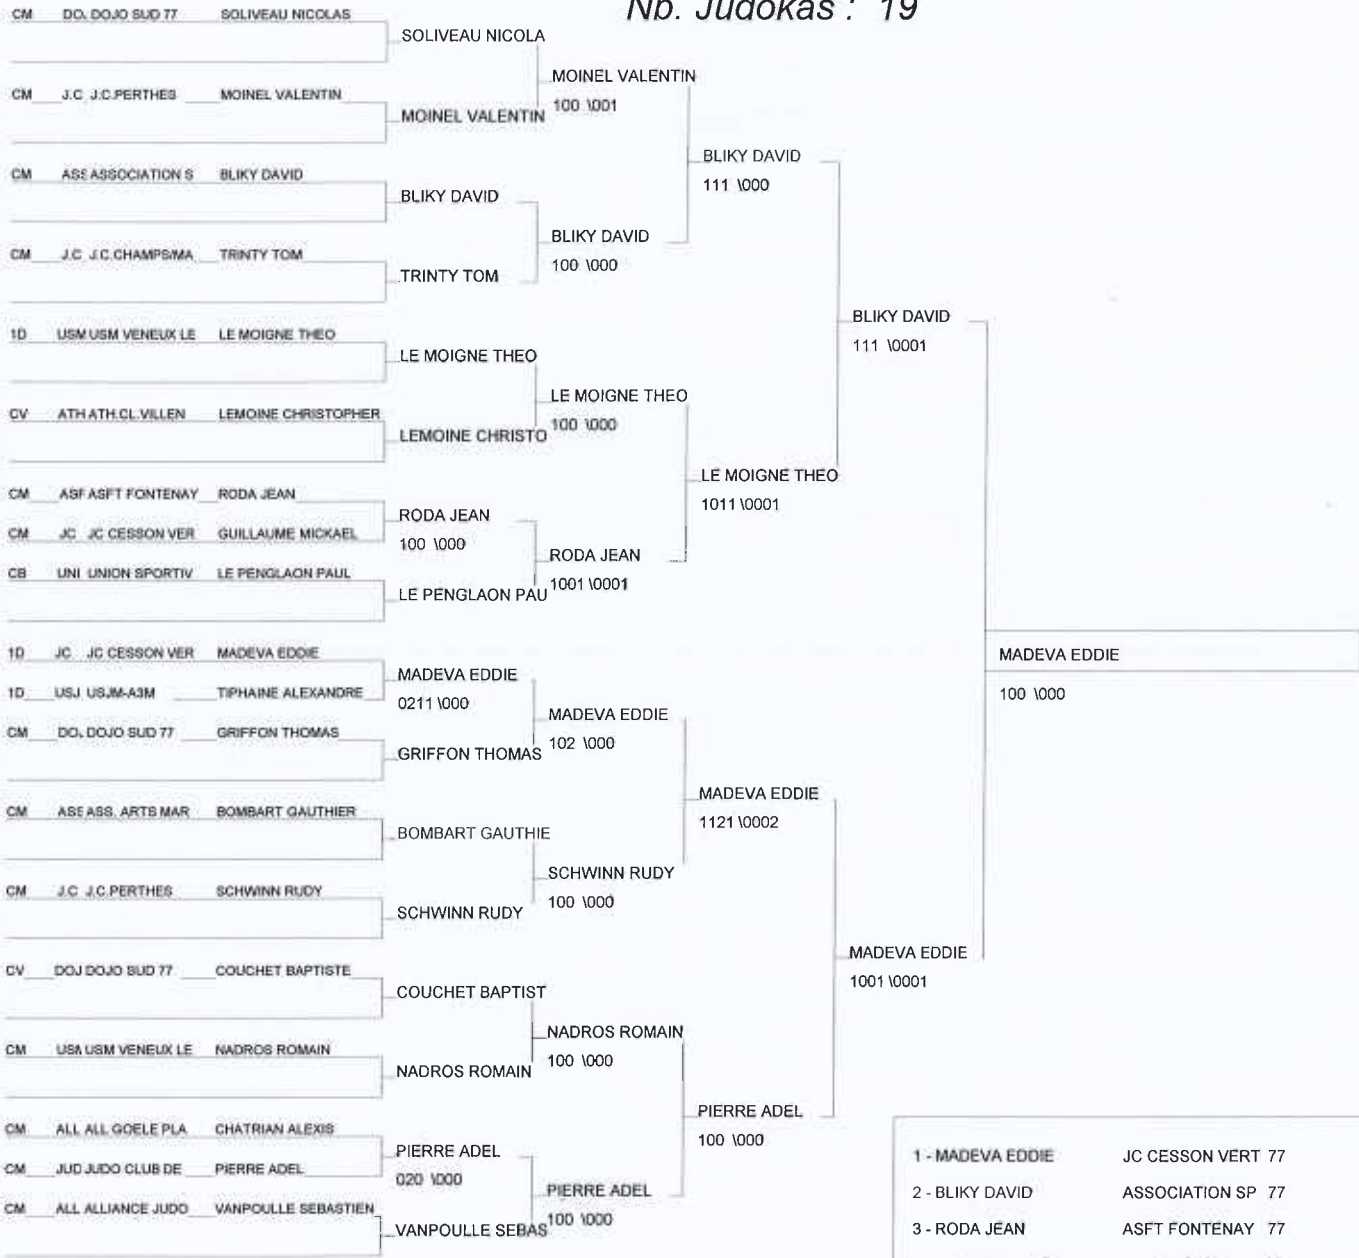 Nb. Judokas : 19
CM DO. DOJO SUD 77 SOLIVEAU NICOLAS
SOLIVEAU NICOLA
MOINEL VALENTIN
100 \001
CM J.C J.C.PERTHES MOINEL VALENTIN
MOINEL VALENTIN
BLIKY DAVID
111 \000
CM ASS ASSOCIATION S BLIKY DAVID
BLIKY DAVID
BLIKY DAVID
100 \000
CM J.C J.C.CHAMPS/MA TRINTY TOM
TRINTY TOM
BLIKY DAVID
111 \0001
1D USM USM VENEUX LE LE MOIGNE THEO
LE MOIGNE THEO
LE MOIGNE THEO
100 \000
CV ATH ATH.CL.VILLEN LEMOINE CHRISTOPHER
LEMOINE CHRISTO
LE MOIGNE THEO
1011 \0001
CM ASF ASFT FONTENAY RODA JEAN
RODA JEAN
100 \000
CM JC JC CESSON VER GUILLAUME MICKAEL
RODA JEAN
1001 \0001
CB UNI UNION SPORTIV LE PENGLAON PAUL
LE PENGLAON PAU
MADEVA EDDIE
100 \000
1D JC JC CESSON VER MADEVA EDDIE
MADEVA EDDIE
0211 \000
1D USJ USJM-A3M TIPHAINE ALEXANDRE
MADEVA EDDIE
102 \000
CM DO. DOJO SUD 77 GRIFFON THOMAS
GRIFFON THOMAS
MADEVA EDDIE
1121 \0002
CM ASS ASS. ARTS MAR BOMBART GAUTHIER
BOMBART GAUTHIE
SCHWINN RUDY
100 \000
CM J.C J.C.PERTHES SCHWINN RUDY
SCHWINN RUDY
MADEVA EDDIE
1001 \0001
CV DOJ DOJO SUD 77 COUCHET BAPTISTE
COUCHET BAPTIST
NADROS ROMAIN
100 \000
CM USM USM VENEUX LE NADROS ROMAIN
NADROS ROMAIN
PIERRE ADEL
100 \000
CM ALL ALL GOELE PLA CHATRIAN ALEXIS
PIERRE ADEL
020 \000
CM JUD JUDO CLUB DE PIERRE ADEL
PIERRE ADEL
100 \000
CM ALL ALLIANCE JUDO VANPOULLE SEBASTIEN
VANPOULLE SEBAS
1 - MADEVA EDDIE JC CESSON VERT 77
2 - BLIKY DAVID ASSOCIATION SP 77
3 - RODA JEAN ASFT FONTENAY 77